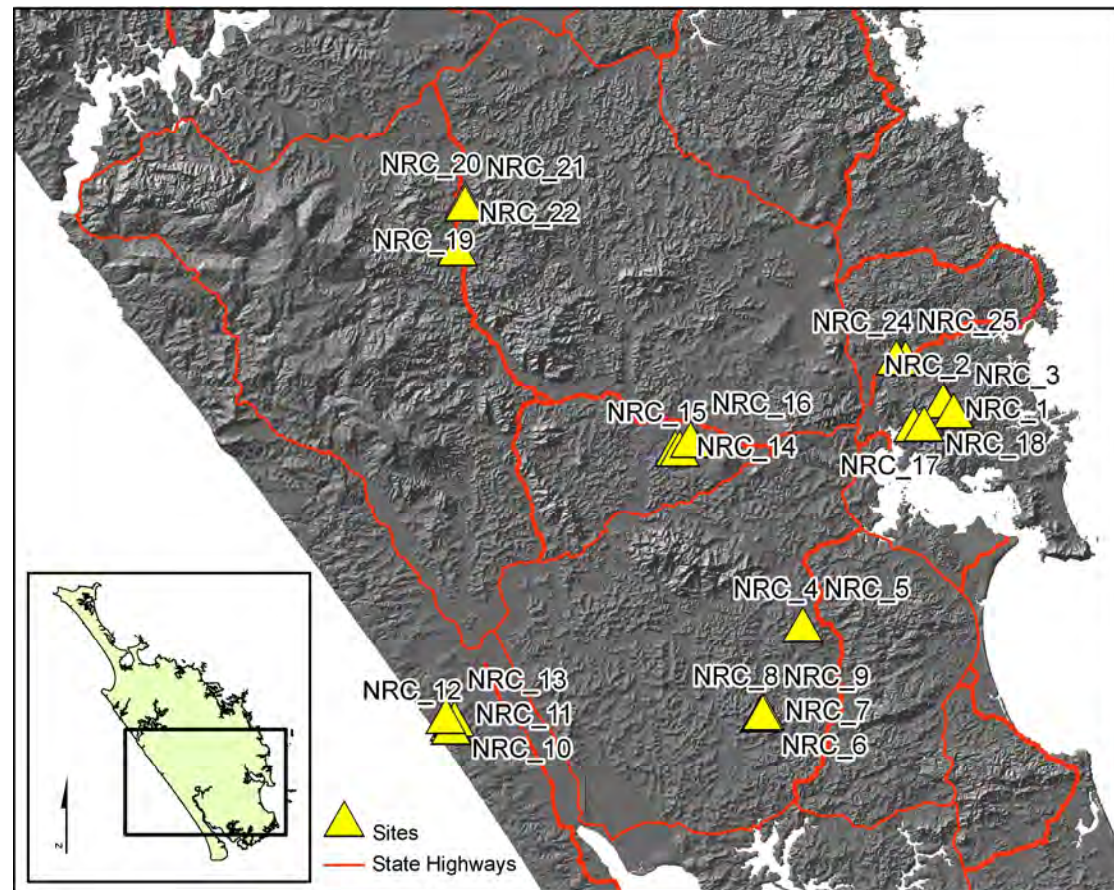 NRC_20 NRC_21
NRC_22
NRC_19
NRC_24 NRC_25
NRC_2 NRC_3
NRC_1
NRC_15 NRC_16
NRC_14
NRC_18
NRC_17
NRC_4 NRC_5
NRC_8 NRC_9
NRC_7
NRC_6
NRC_12 NRC_13
NRC_11
NRC_10
Sites
State Highways
z